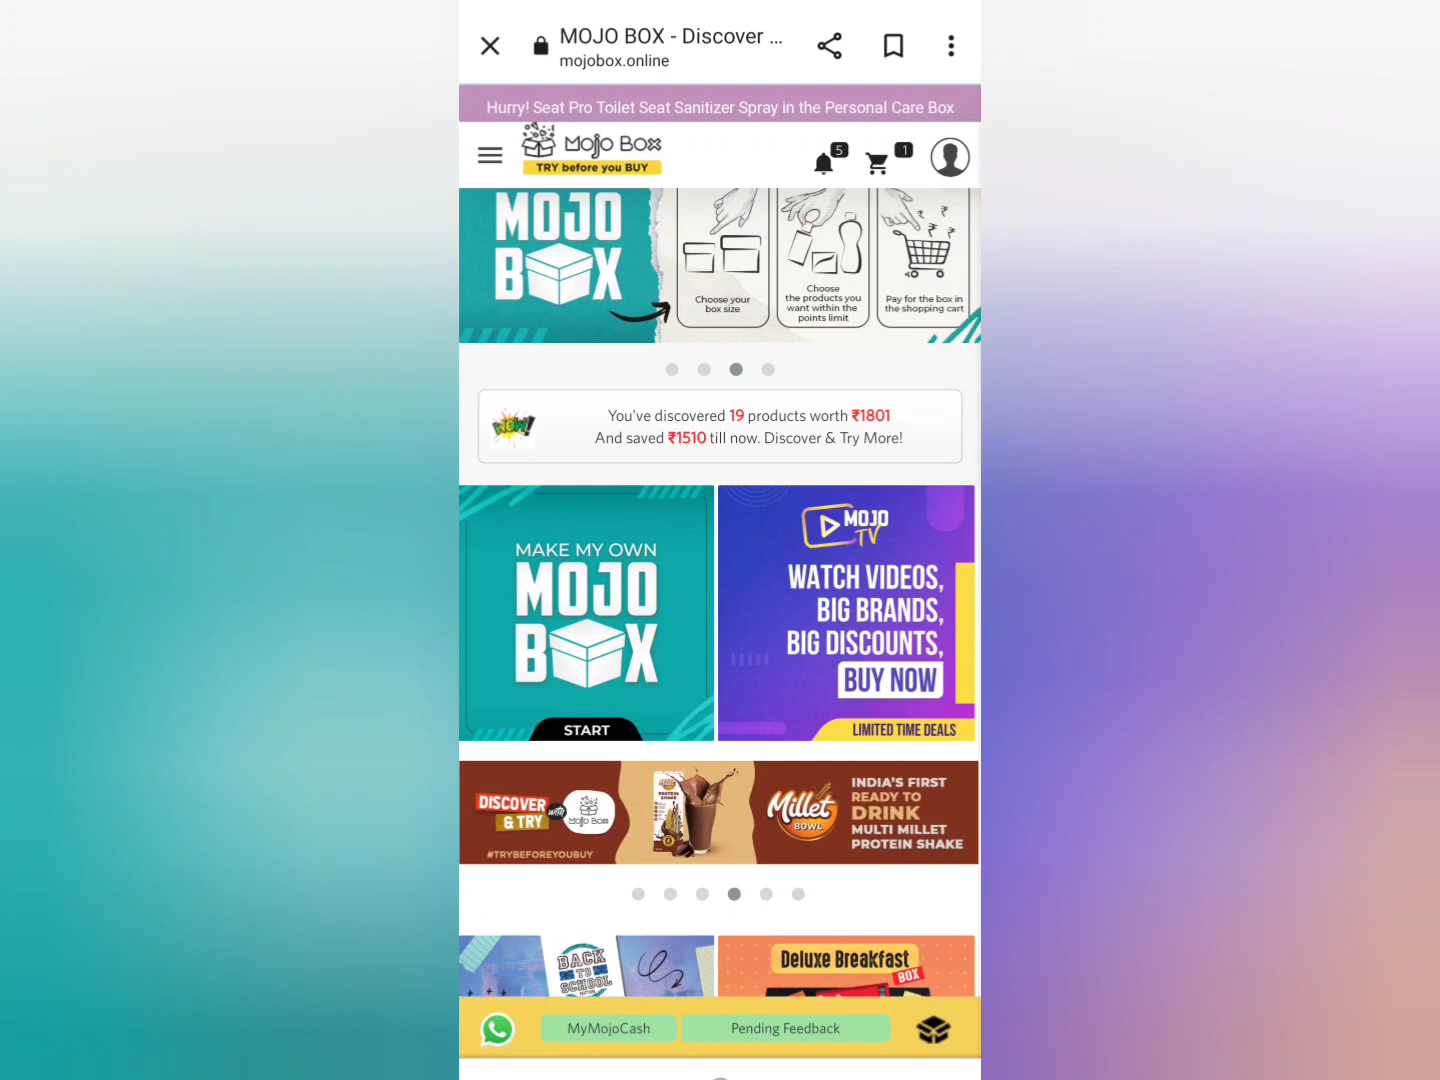 MOJO BOX - Discover ...
mojobox.online
Hurry! Seat Pro Toilet Seat Sanitizer Spray in the Personal Care Box
Mojo Box
TRY before you BUY
5
1
MOJO
BOX
Choose your
box size
Choose
the products you
want within the
points limit
Pay for the box in
the shopping cart
WOW!
You've discovered 19 products worth ₹1801
And saved ₹1510 till now. Discover & Try More!
MAKE MY OWN
MOJO
BOX
START
MOJO
TV
WATCH VIDEOS,
BIG BRANDS,
BIG DISCOUNTS,
BUY NOW
LIMITED TIME DEALS
DISCOVER
& TRY
with
Mojo Box
#TRYBEFOREYOUBUY
PROTEIN
SHAKE
Millet
BOWL
INDIA'S FIRST
READY TO
DRINK
MULTI MILLET
PROTEIN SHAKE
BACK
TO
SCHOOL
Deluxe Breakfast
BOX
MyMojoCash
Pending Feedback